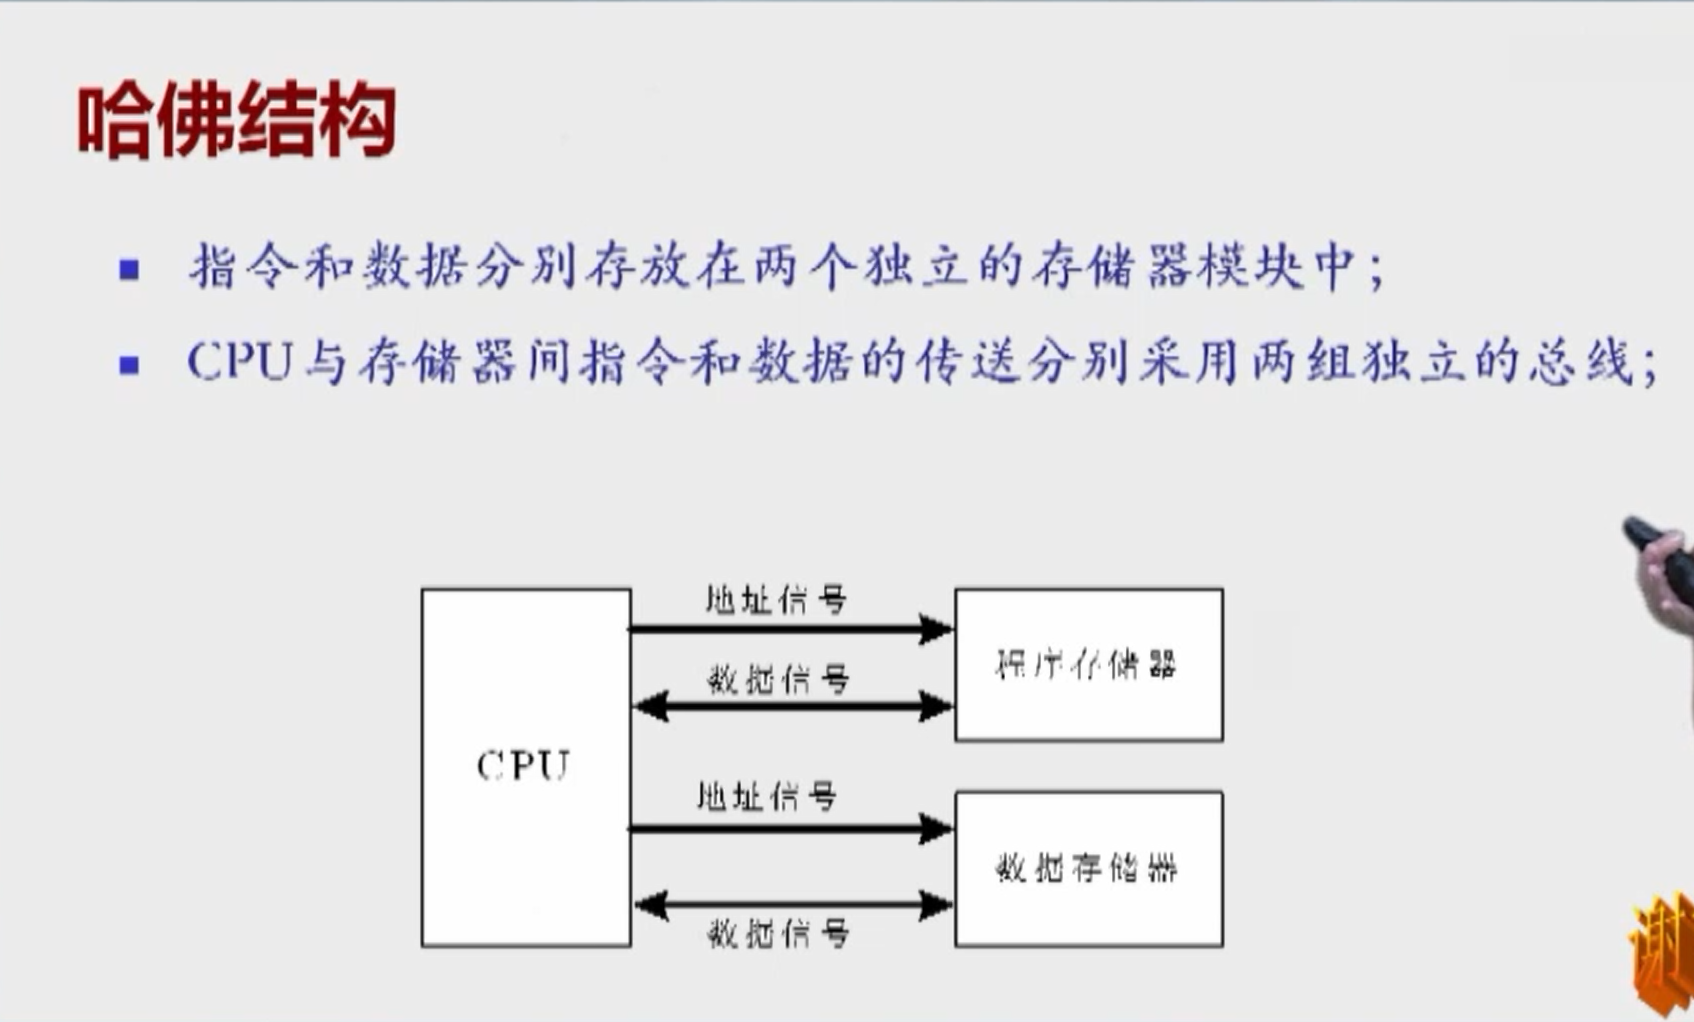 哈佛结构
指令和数据分别存放在两个独立的存储器模块中；
CPU与存储器间指令和数据的传送分别采用两组独立的总线；
地址信号
数据信号
程序存储器
CPU
地址信号
数据存储器
数据信号
谢